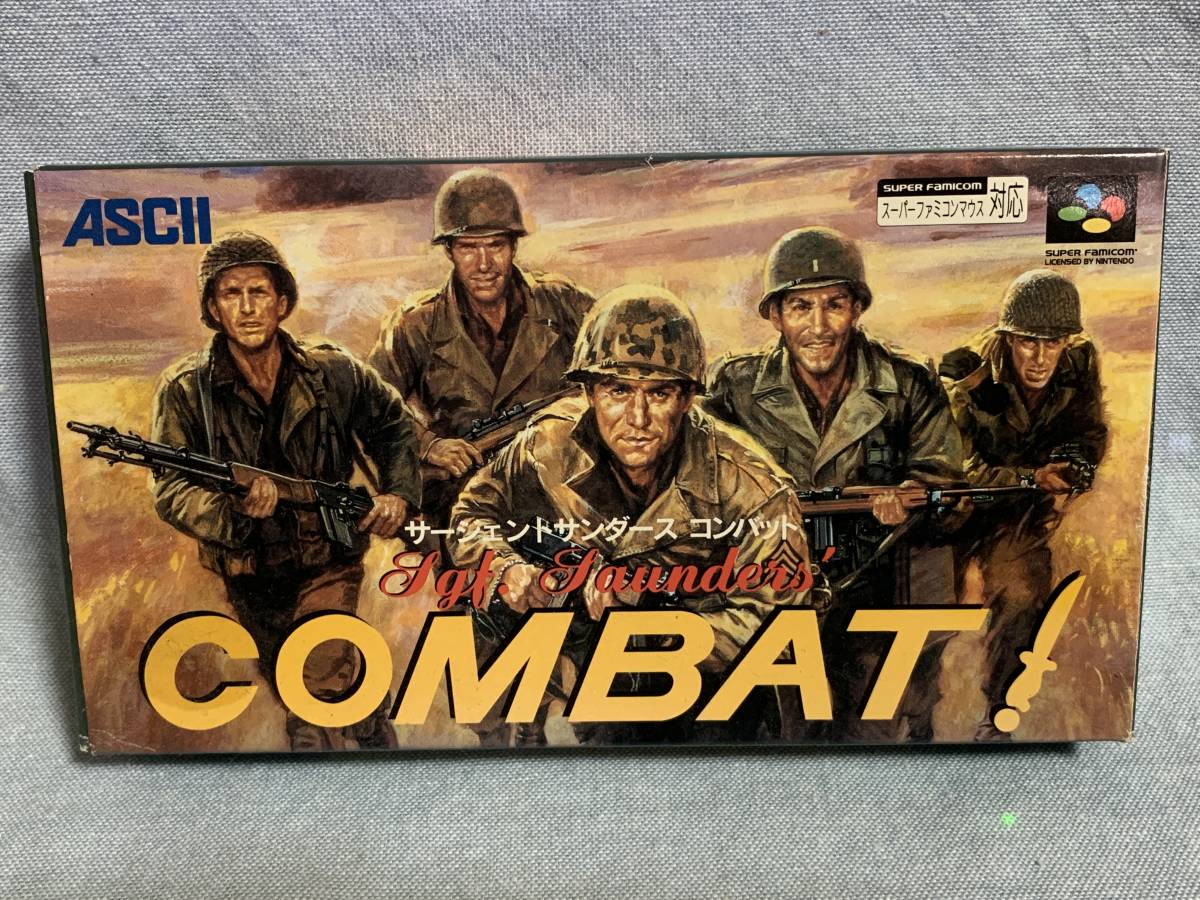 ASCII
SUPER FAMICOM
スーパーファミコンマウス 対応
SUPER FAMICOM
LICENSED BY NINTENDO
サージェントサンダース コンバット
Sgt. Saunders'
COMBAT!